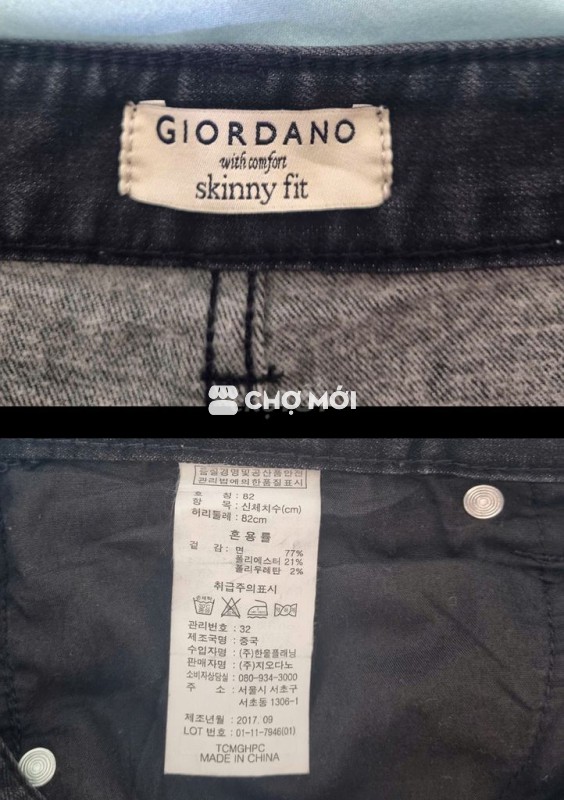 GIORDANO
with comfort
skinny fit
CHỢ MỚI
품질경영및공산품안전
관리법에의한품질표시
호 칭 : 82
항 목 : 신체치수(cm)
허리둘레 : 82cm
혼 용 률
겉 감 : 면 77%
폴리에스터 21%
폴리우레탄 2%
취급주의표시
관리번호 : 32
제조국명 : 중국
수입자명 : (주)한울플래닝
판매자명 : (주)지오다노
소비자상담실 : 080-934-3000
주 소 : 서울시 서초구
서초동 1306-1
제조년월 : 2017. 09
LOT 번호 : 01-11-7946(01)
TCMGHPC
MADE IN CHINA